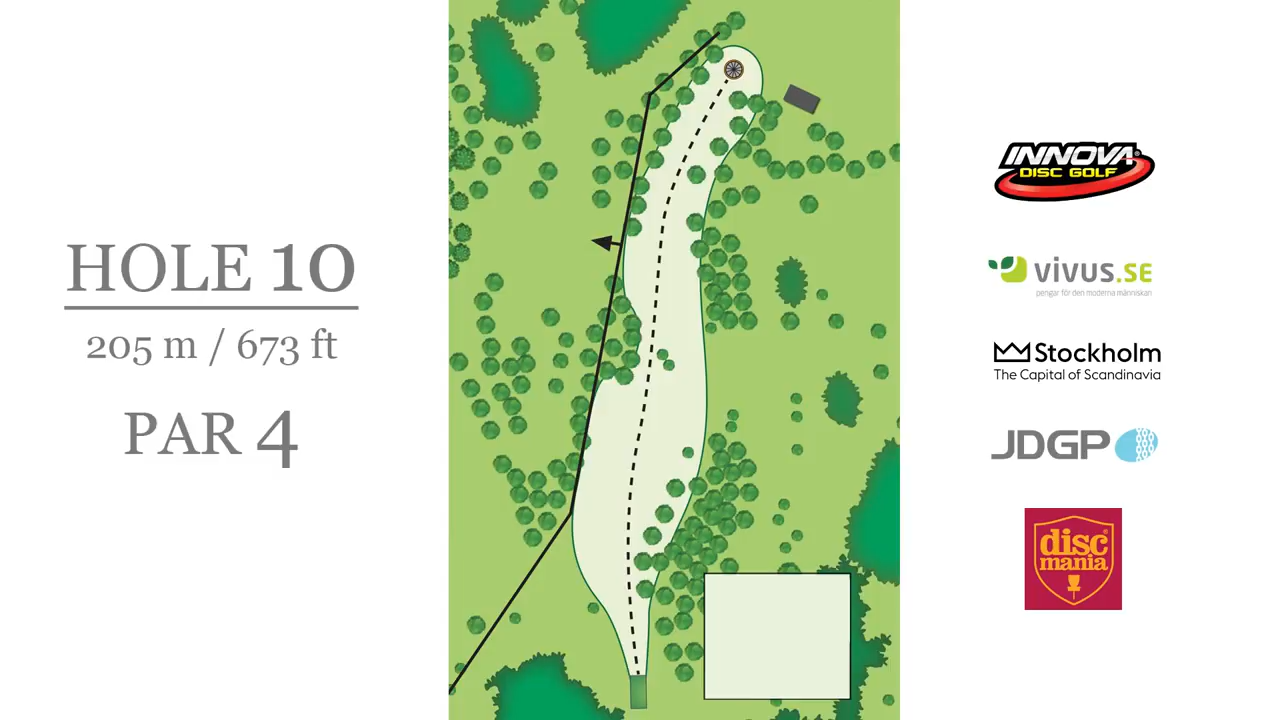 HOLE 10
205 m / 673 ft
PAR 4
INNOVA
DISC GOLF
vivus.se
pengar för den moderna människan
Stockholm
The Capital of Scandinavia
JDGP
disc
mania